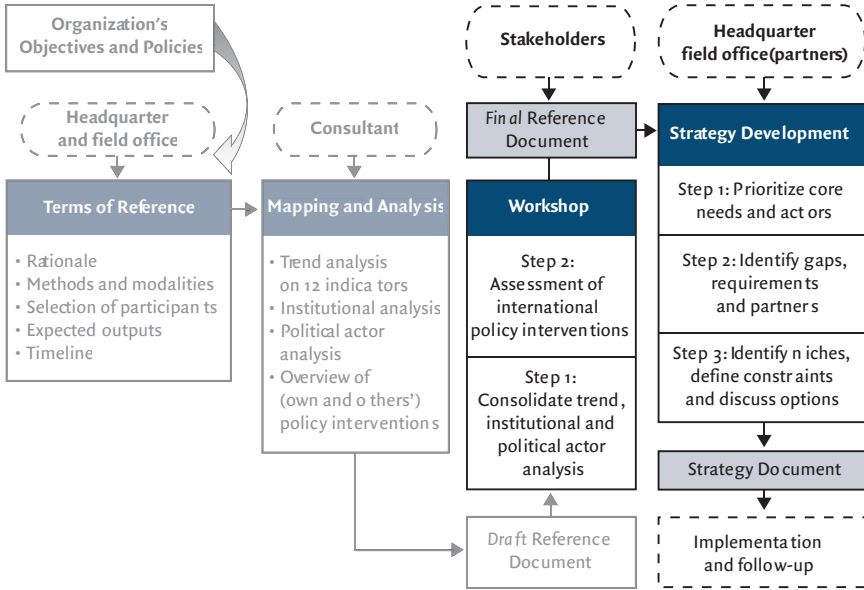 Organization's
Objectives and Policies
Headquarter
and field office
Terms of Reference
• Rationale
• Methods and modalities
• Selection of participants
• Expected outputs
• Timeline
Consultant
Mapping and Analysis
• Trend analysis
on 12 indicators
• Institutional analysis
• Political actor
analysis
• Overview of
(own and others')
policy interventions
Stakeholders
Final Reference
Document
Workshop
Step 2:
Assessment of
international
policy interventions
Step 1:
Consolidate trend,
institutional and
political actor
analysis
Draft Reference
Document
Headquarter
field office(partners)
Strategy Development
Step 1: Prioritize core
needs and actors
Step 2: Identify gaps,
requirements
and partners
Step 3: Identify niches,
define constraints
and discuss options
Strategy Document
Implementation
and follow-up